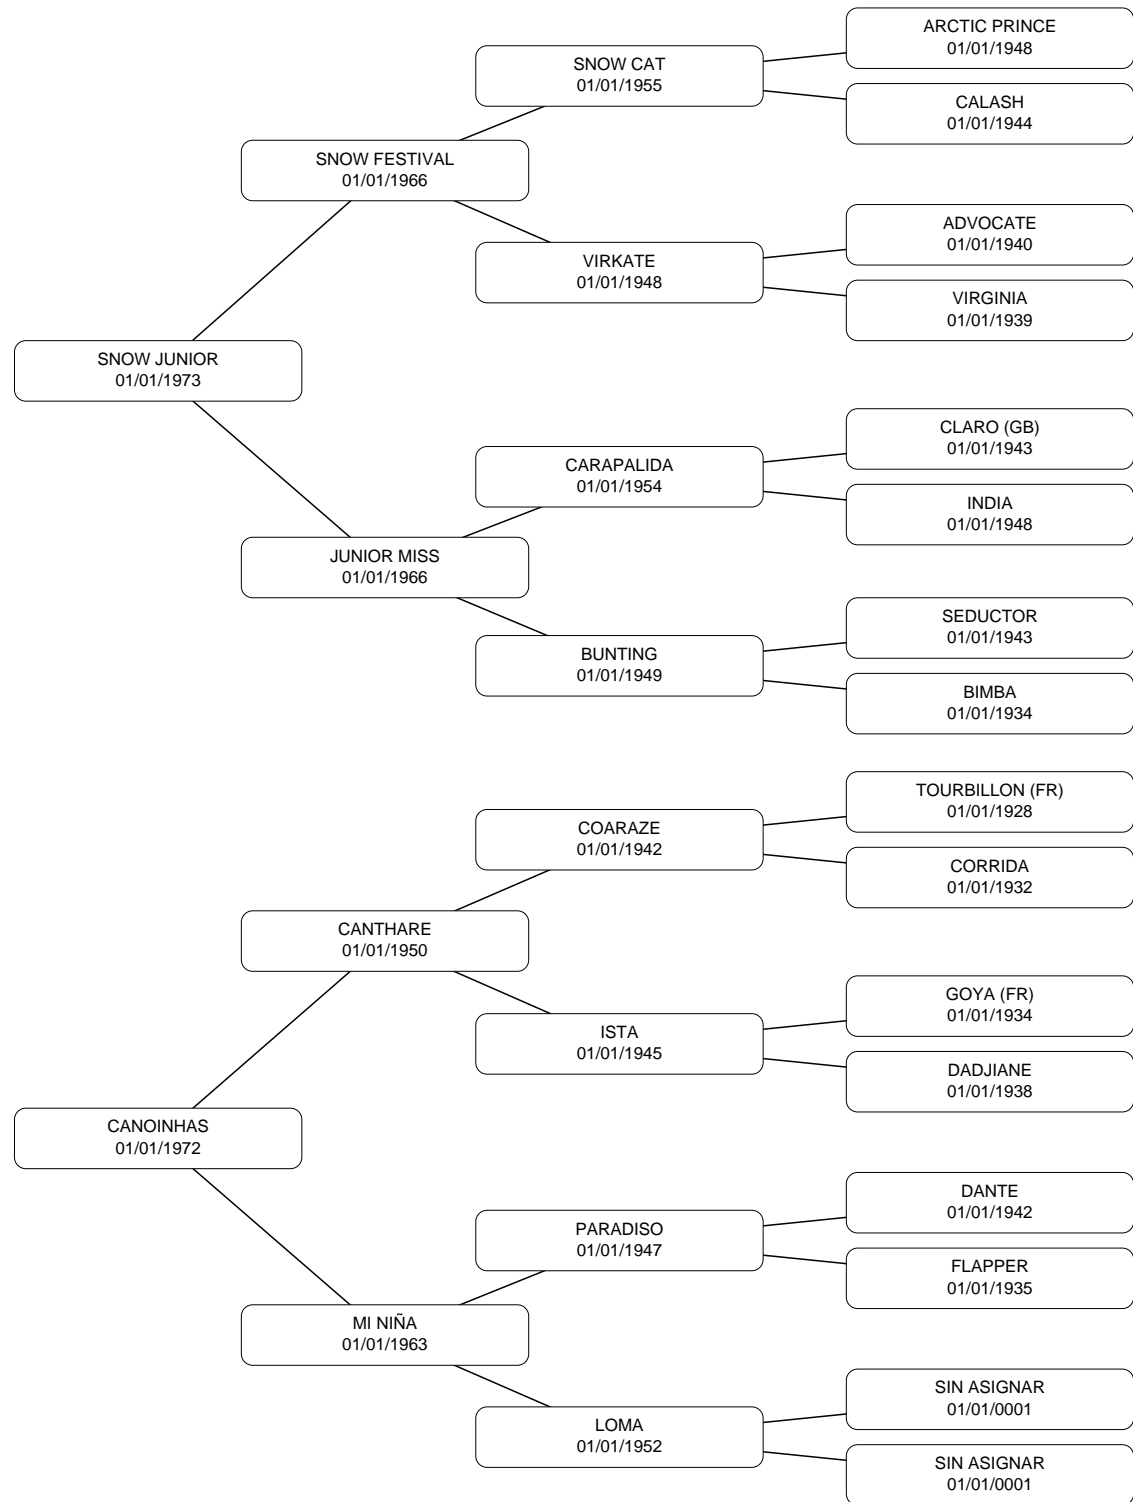 ARCTIC PRINCE
01/01/1948
SNOW CAT
01/01/1955
CALASH
01/01/1944
SNOW FESTIVAL
01/01/1966
ADVOCATE
01/01/1940
VIRKATE
01/01/1948
VIRGINIA
01/01/1939
SNOW JUNIOR
01/01/1973
CLARO (GB)
01/01/1943
CARAPALIDA
01/01/1954
INDIA
01/01/1948
JUNIOR MISS
01/01/1966
SEDUCTOR
01/01/1943
BUNTING
01/01/1949
BIMBA
01/01/1934
TOURBILLON (FR)
01/01/1928
COARAZE
01/01/1942
CORRIDA
01/01/1932
CANTHARE
01/01/1950
GOYA (FR)
01/01/1934
ISTA
01/01/1945
DADJIANE
01/01/1938
CANOINHAS
01/01/1972
DANTE
01/01/1942
PARADISO
01/01/1947
FLAPPER
01/01/1935
MI NIÑA
01/01/1963
SIN ASIGNAR
01/01/0001
LOMA
01/01/1952
SIN ASIGNAR
01/01/0001